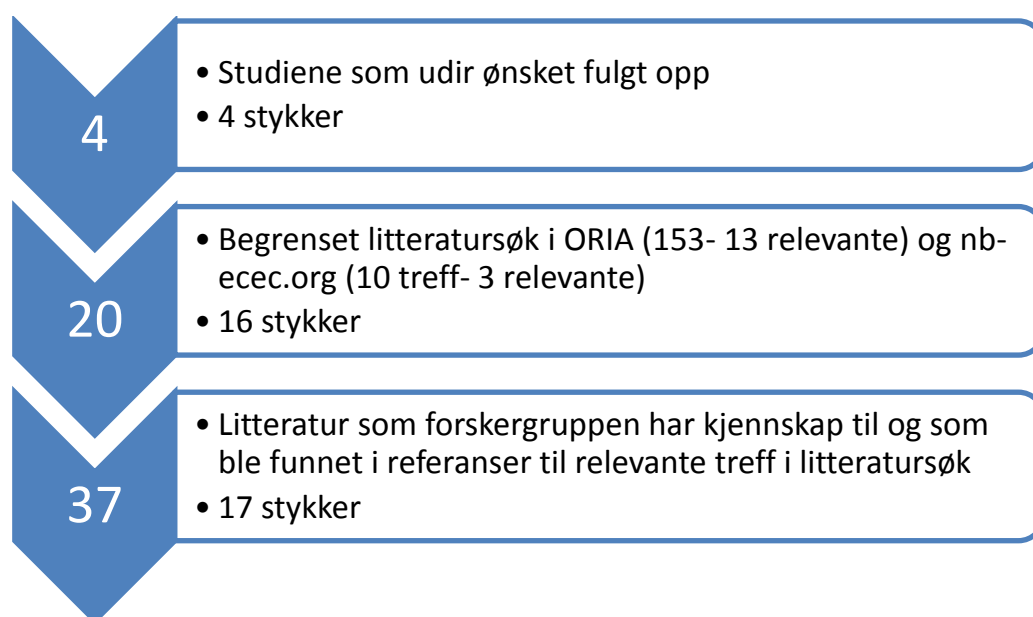 4
• Studiene som udir ønsket fulgt opp
• 4 stykker
20
• Begrenset litteratursøk i ORIA (153- 13 relevante) og nb-
ecec.org (10 treff- 3 relevante)
• 16 stykker
37
• Litteratur som forskergruppen har kjennskap til og som
ble funnet i referanser til relevante treff i litteratursøk
• 17 stykker